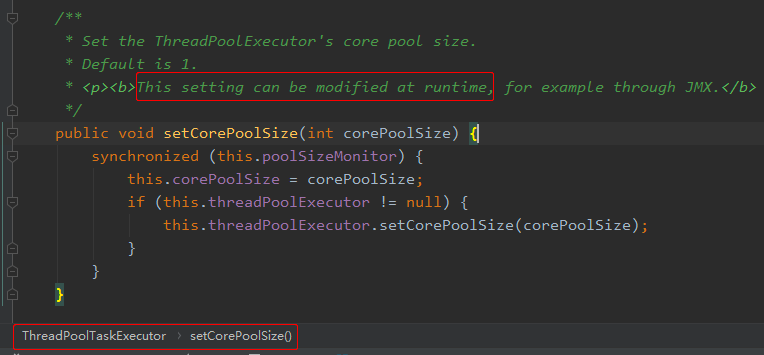 /**
* Set the ThreadPoolExecutor's core pool size.
* Default is 1.
* <p><b>This setting can be modified at runtime, for example through JMX.</b>
*/
public void setCorePoolSize(int corePoolSize) {
synchronized (this.poolSizeMonitor) {
this.corePoolSize = corePoolSize;
if (this.threadPoolExecutor != null) {
this.threadPoolExecutor.setCorePoolSize(corePoolSize);
}
}
}
ThreadPoolTaskExecutor › setCorePoolSize()